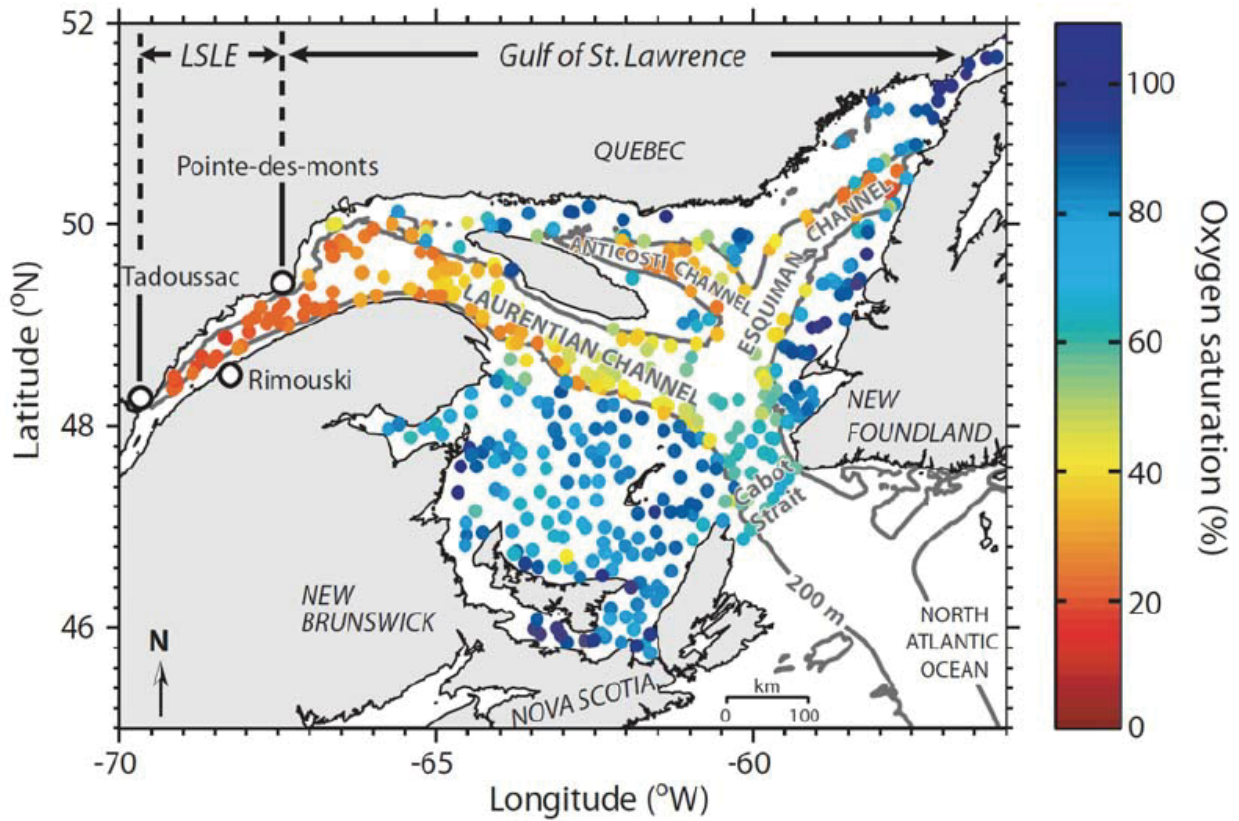 52
50
48
46
Latitude (°N)
-70
-65
-60
Longitude (°W)
LSLE
Gulf of St. Lawrence
Pointe-des-monts
QUEBEC
Tadoussac
Rimouski
ANTICOSTI CHANNEL
ESQUIMAN CHANNEL
LAURENTIAN CHANNEL
NEW
FOUNDLAND
Cabot
Strait
200 m
NEW
BRUNSWICK
NORTH
ATLANTIC
OCEAN
N
NOVA SCOTIA
km
0 100
100
80
60
40
20
0
Oxygen saturation (%)